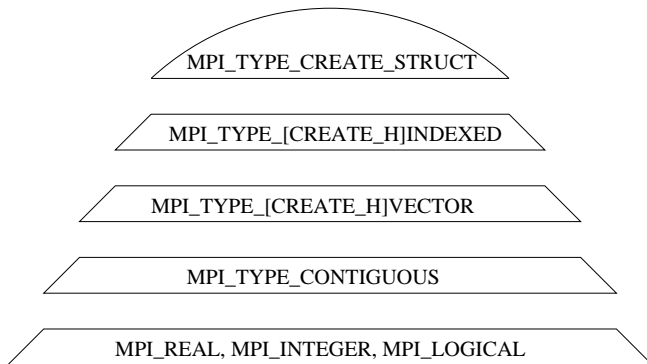 MPI_TYPE_CREATE_STRUCT
MPI_TYPE_[CREATE_H]INDEXED
MPI_TYPE_[CREATE_H]VECTOR
MPI_TYPE_CONTIGUOUS
MPI_REAL, MPI_INTEGER, MPI_LOGICAL